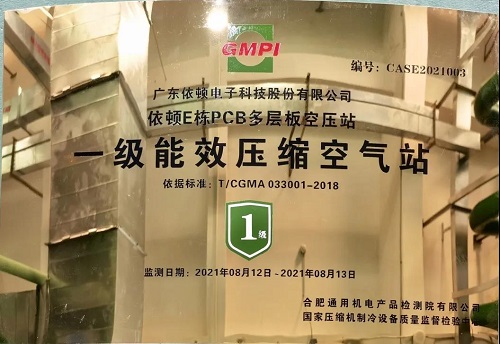 GMPI
编号：CASE2021003
广东依顿电子科技股份有限公司
依顿E栋PCB多层板空压站
一级能效压缩空气站
依据标准：T/CGMA 033001-2018
1级
监测日期：2021年08月12日-2021年08月13日
合肥通用机电产品检测院有限公司
国家压缩机制冷设备质量监督检验中心